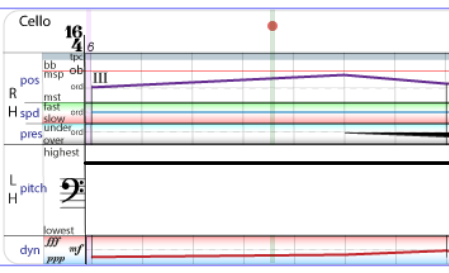 Cello
16
4
6
tpc
bb
ob
msp
pos
III
ord
R
mst
fast
H
spd
ord
slow
under
pres
ord
over
highest
L
pitch
H
lowest
fff
dyn
mf
ppp